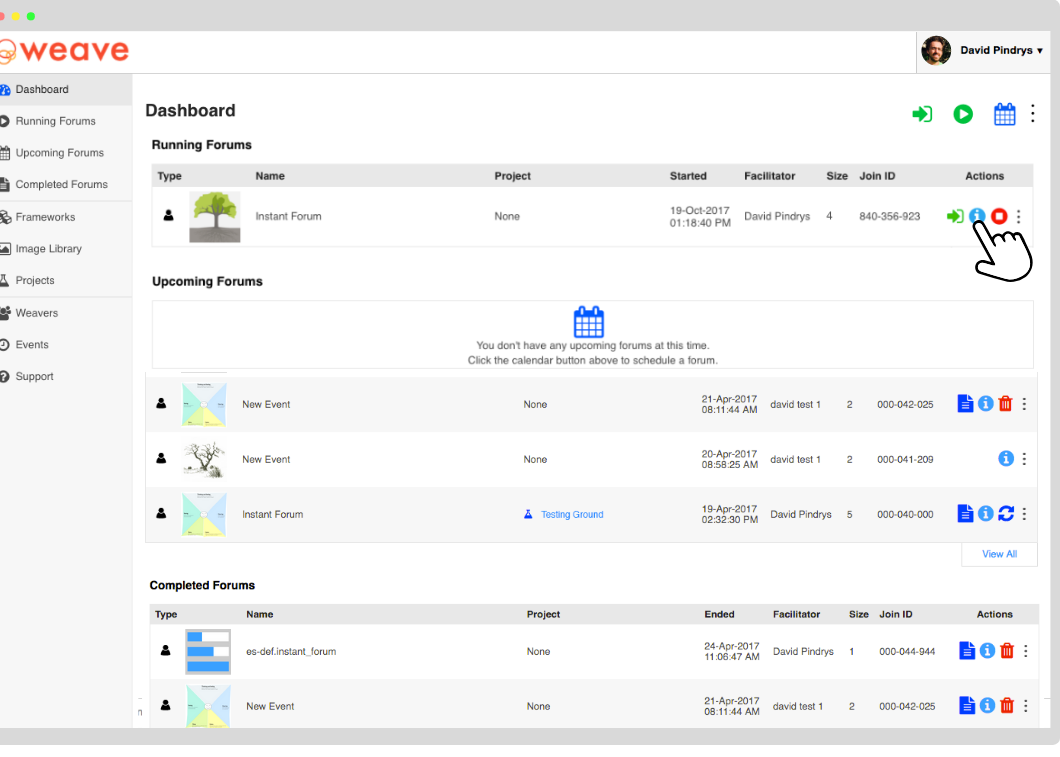 weave
David Pindrys ▾
Dashboard
Running Forums
Upcoming Forums
Completed Forums
Frameworks
Image Library
Projects
Weavers
Events
Support
Dashboard
Running Forums
Type Name Project Started Facilitator Size Join ID Actions
Instant Forum None 19-Oct-2017 01:18:40 PM David Pindrys 4 840-356-923
Upcoming Forums
You don't have any upcoming forums at this time.
Click the calendar button above to schedule a forum.
New Event None 21-Apr-2017 08:11:44 AM david test 1 2 000-042-025
New Event None 20-Apr-2017 08:58:25 AM david test 1 2 000-041-209
Instant Forum Testing Ground 19-Apr-2017 02:32:30 PM David Pindrys 5 000-040-000
View All
Completed Forums
Type Name Project Ended Facilitator Size Join ID Actions
es-def.instant_forum None 24-Apr-2017 11:06:47 AM David Pindrys 1 000-044-944
New Event None 21-Apr-2017 08:11:44 AM david test 1 2 000-042-025